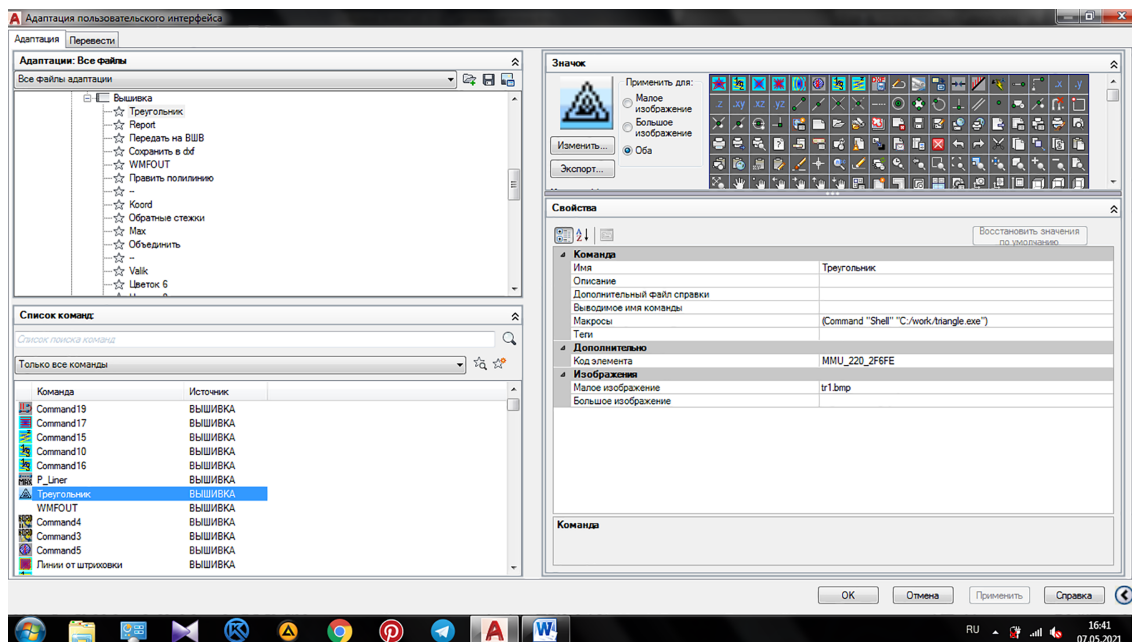 Адаптация пользовательского интерфейса
Адаптация Перевести
Адаптации: Все файлы
Все файлы адаптации
Вышивка
Треугольник
Report
Передать на ВШВ
Сохранить в dxf
WMFOUT
Править полилинию
--
Koord
Обратные стежки
Max
Объединить
--
Valik
Цветок 6
Список команд:
Список поиска команд
Только все команды
Команда Источник
Command19 ВЫШИВКА
Command17 ВЫШИВКА
Command15 ВЫШИВКА
Command10 ВЫШИВКА
Command16 ВЫШИВКА
P_Liner ВЫШИВКА
Треугольник ВЫШИВКА
WMFOUT ВЫШИВКА
Command4 ВЫШИВКА
Command3 ВЫШИВКА
Command5 ВЫШИВКА
Линии от штриховки ВЫШИВКА
Значок
Применить для:
Малое
изображение
Большое
изображение
Оба
Изменить...
Экспорт...
.x .y
.z .xy .xz .yz
Свойства
Восстановить значения
по умолчанию
Команда
Имя Треугольник
Описание
Дополнительный файл справки
Выводимое имя команды
Макросы (Command "Shell" "C:/work/triangle.exe")
Теги
Дополнительно
Код элемента MMU_220_2F6FE
Изображения
Малое изображение tr1.bmp
Большое изображение
Команда
OK Отмена Применить Справка
RU 16:41
07.05.2021